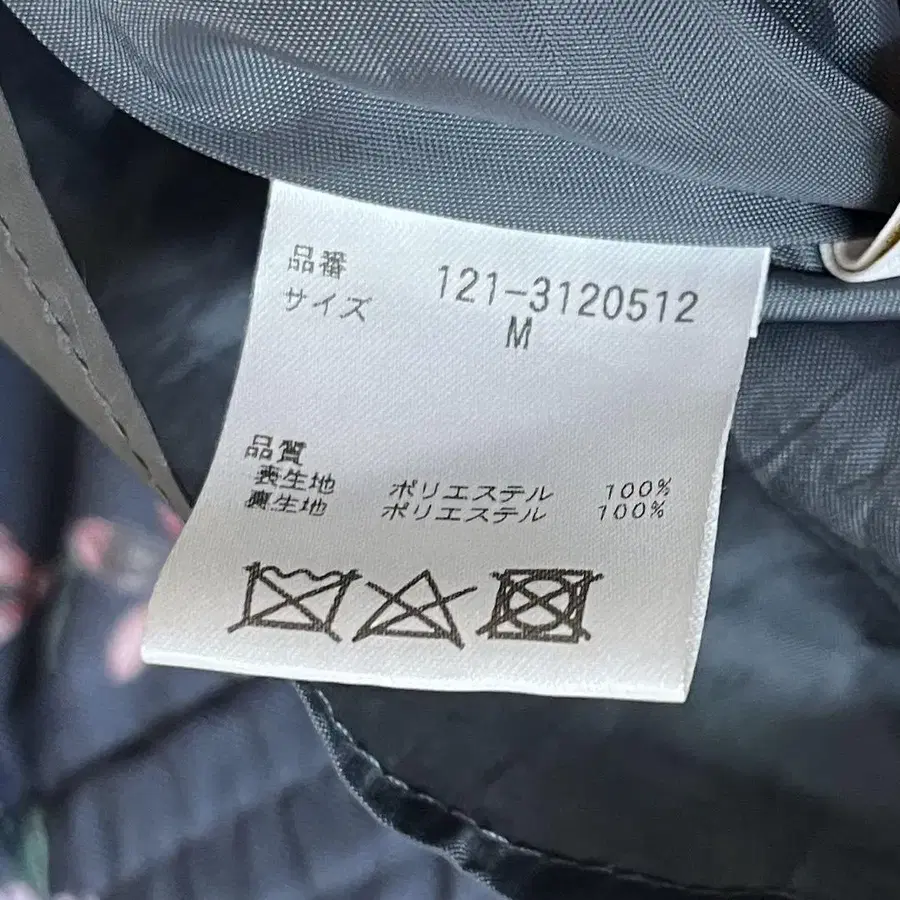 品番 121-3120512
サイズ M
品質
表生地 ポリエステル 100%
裏生地 ポリエステル 100%